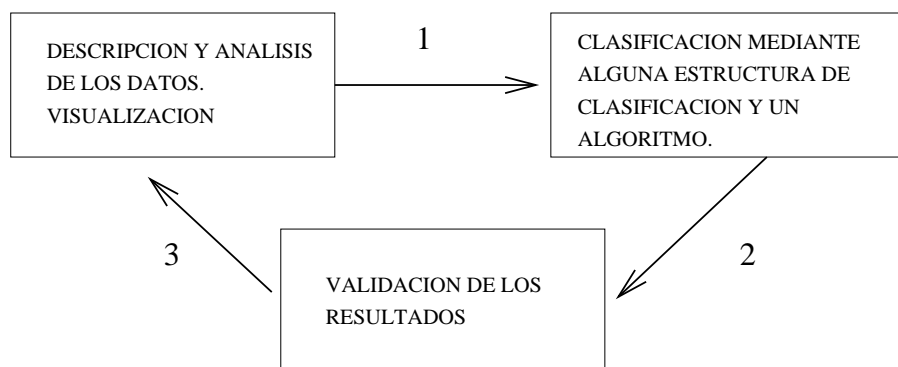 DESCRIPCION Y ANALISIS
DE LOS DATOS.
VISUALIZACION
1
CLASIFICACION MEDIANTE
ALGUNA ESTRUCTURA DE
CLASIFICACION Y UN
ALGORITMO.
2
VALIDACION DE LOS
RESULTADOS
3